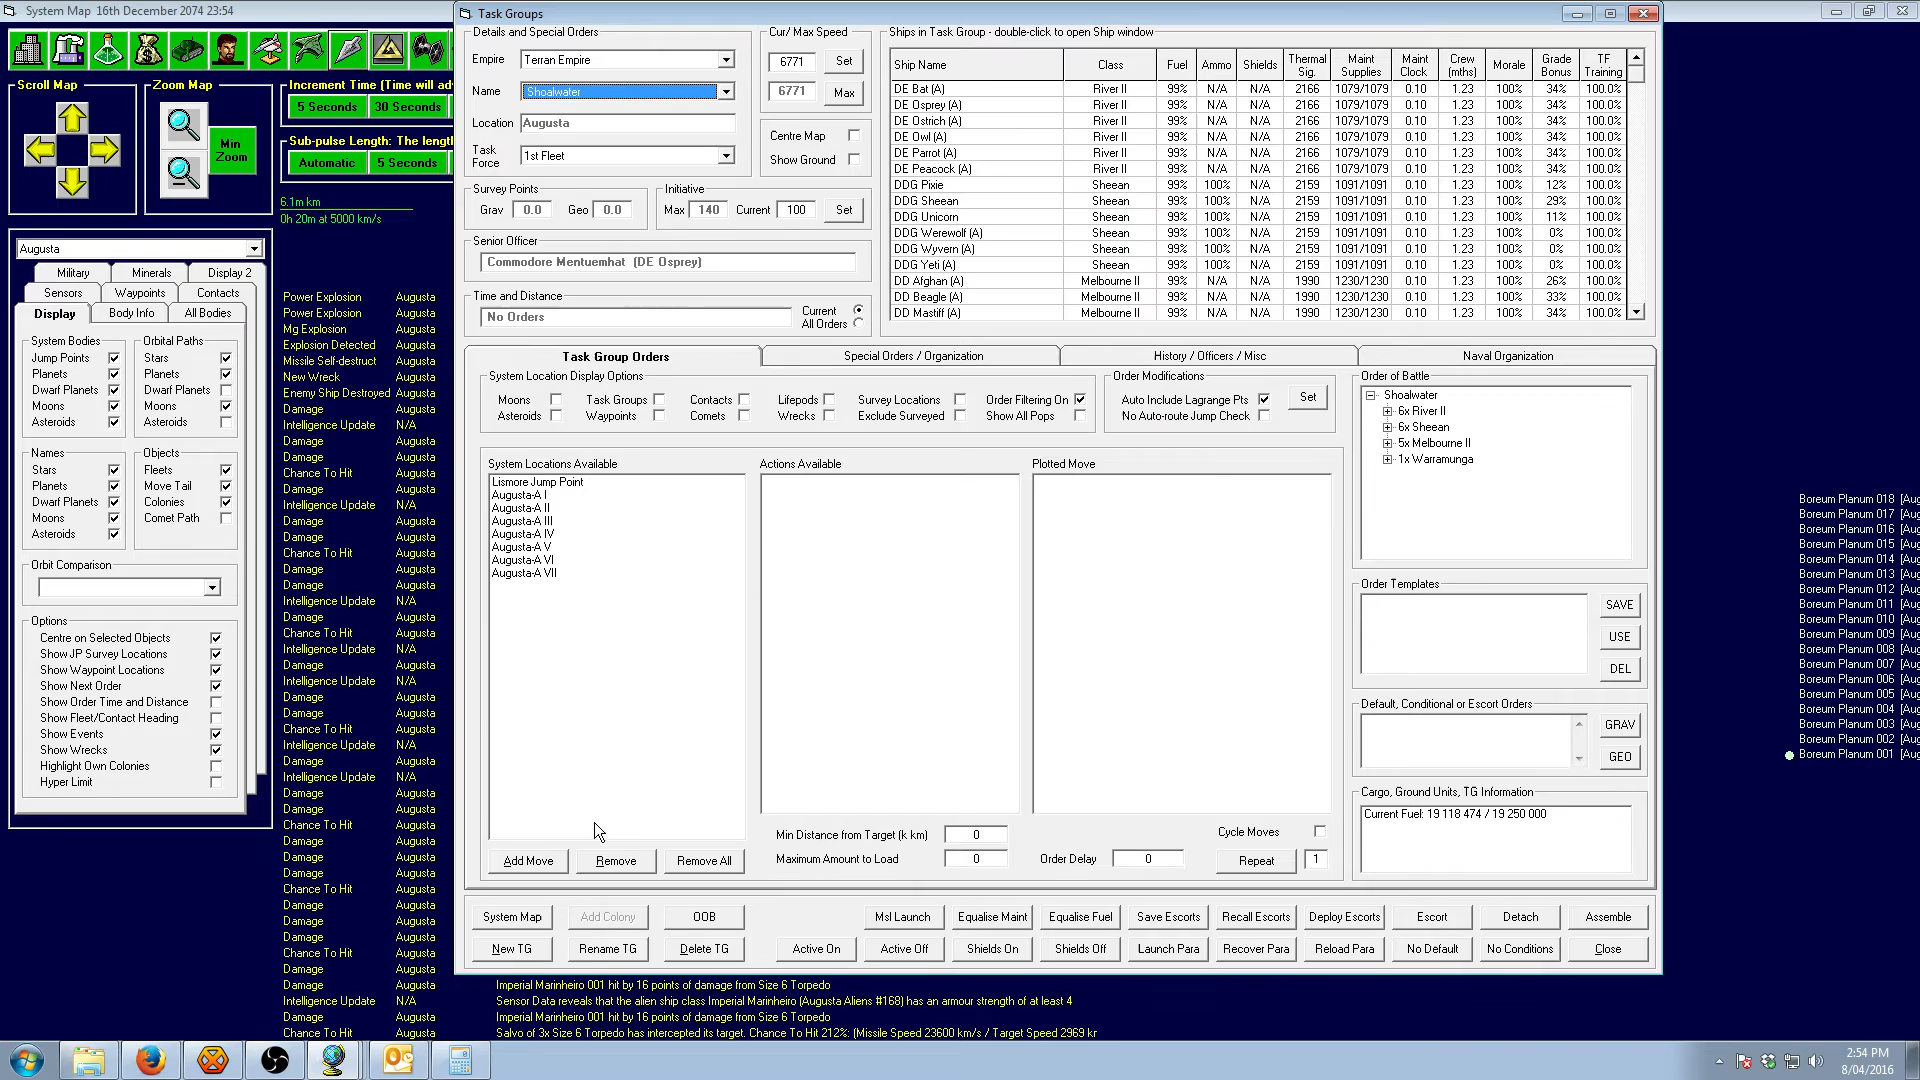 System Map  16th December 2074 23:54
Scroll Map
Zoom Map
Min Zoom
Increment Time (Time will ad
5 Seconds
30 Seconds
Sub-pulse Length: The length
Automatic
5 Seconds
6.1m km
0h 20m at 5000 km/s
Augusta
Military
Minerals
Display 2
Sensors
Waypoints
Contacts
Display
Body Info
All Bodies
System Bodies
Jump Points
Planets
Dwarf Planets
Moons
Asteroids
Orbital Paths
Stars
Planets
Dwarf Planets
Moons
Asteroids
Names
Stars
Planets
Dwarf Planets
Moons
Asteroids
Objects
Fleets
Move Tail
Colonies
Comet Path
Orbit Comparison
Options
Centre on Selected Objects
Show JP Survey Locations
Show Waypoint Locations
Show Next Order
Show Order Time and Distance
Show Fleet/Contact Heading
Show Events
Show Wrecks
Highlight Own Colonies
Hyper Limit
Power Explosion Augusta
Power Explosion Augusta
Mg Explosion Augusta
Explosion Detected Augusta
Missile Self-destruct Augusta
New Wreck Augusta
Enemy Ship Destroyed Augusta
Damage Augusta
Intelligence Update N/A
Damage Augusta
Damage Augusta
Chance To Hit Augusta
Damage Augusta
Intelligence Update N/A
Damage Augusta
Damage Augusta
Chance To Hit Augusta
Damage Augusta
Damage Augusta
Intelligence Update N/A
Damage Augusta
Chance To Hit Augusta
Intelligence Update N/A
Damage Augusta
Intelligence Update N/A
Damage Augusta
Damage Augusta
Chance To Hit Augusta
Intelligence Update N/A
Damage Augusta
Intelligence Update N/A
Damage Augusta
Damage Augusta
Chance To Hit Augusta
Damage Augusta
Damage Augusta
Damage Augusta
Chance To Hit Augusta
Damage Augusta
Damage Augusta
Damage Augusta
Chance To Hit Augusta
Damage Augusta
Damage Augusta
Intelligence Update N/A
Damage Augusta
Chance To Hit Augusta
Task Groups
Details and Special Orders
Empire Terran Empire
Name Shoalwater
Location Augusta
Task Force 1st Fleet
Cur/ Max Speed
6771 Set
6771 Max
Centre Map
Show Ground
Survey Points
Grav 0.0 Geo 0.0
Initiative
Max 140 Current 100 Set
Senior Officer
Commodore Mentuemhat (DE Osprey)
Time and Distance
No Orders
Current
All Orders
Ships in Task Group - double-click to open Ship window
Ship Name Class Fuel Ammo Shields Thermal Sig. Maint Supplies Maint Clock Crew (mths) Morale Grade Bonus TF Training
DE Bat (A) River II 99% N/A N/A 2166 1079/1079 0.10 1.23 100% 34% 100.0%
DE Osprey (A) River II 99% N/A N/A 2166 1079/1079 0.10 1.23 100% 34% 100.0%
DE Ostrich (A) River II 99% N/A N/A 2166 1079/1079 0.10 1.23 100% 34% 100.0%
DE Owl (A) River II 99% N/A N/A 2166 1079/1079 0.10 1.23 100% 34% 100.0%
DE Parrot (A) River II 99% N/A N/A 2166 1079/1079 0.10 1.23 100% 34% 100.0%
DE Peacock (A) River II 99% N/A N/A 2166 1079/1079 0.10 1.23 100% 34% 100.0%
DDG Pixie Sheean 99% 100% N/A 2159 1091/1091 0.10 1.23 100% 12% 100.0%
DDG Sheean Sheean 99% 100% N/A 2159 1091/1091 0.10 1.23 100% 29% 100.0%
DDG Unicorn Sheean 99% 100% N/A 2159 1091/1091 0.10 1.23 100% 11% 100.0%
DDG Werewolf (A) Sheean 99% 100% N/A 2159 1091/1091 0.10 1.23 100% 0% 100.0%
DDG Wyvern (A) Sheean 99% 100% N/A 2159 1091/1091 0.10 1.23 100% 0% 100.0%
DDG Yeti (A) Sheean 99% 100% N/A 2159 1091/1091 0.10 1.23 100% 0% 100.0%
DD Afghan (A) Melbourne II 99% N/A N/A 1990 1230/1230 0.10 1.23 100% 26% 100.0%
DD Beagle (A) Melbourne II 99% N/A N/A 1990 1230/1230 0.10 1.23 100% 33% 100.0%
DD Mastiff (A) Melbourne II 99% N/A N/A 1990 1230/1230 0.10 1.23 100% 34% 100.0%
Task Group Orders
Special Orders / Organization
History / Officers / Misc
Naval Organization
System Location Display Options
Moons Task Groups Contacts Lifepods Survey Locations Order Filtering On
Asteroids Waypoints Comets Wrecks Exclude Surveyed Show All Pops
Order Modifications
Auto Include Lagrange Pts
No Auto-route Jump Check
Set
System Locations Available
Lismore Jump Point
Augusta-A I
Augusta-A II
Augusta-A III
Augusta-A IV
Augusta-A V
Augusta-A VI
Augusta-A VII
Actions Available
Plotted Move
Add Move
Remove
Remove All
Min Distance from Target (k km) 0
Maximum Amount to Load 0
Order Delay 0
Cycle Moves
Repeat 1
Order of Battle
Shoalwater
6x River II
6x Sheean
5x Melbourne II
1x Warramunga
Order Templates
SAVE
USE
DEL
Default, Conditional or Escort Orders
GRAV
GEO
Cargo, Ground Units, TG Information
Current Fuel: 19 118 474 / 19 250 000
System Map
Add Colony
OOB
Msl Launch
Equalise Maint
Equalise Fuel
Save Escorts
Recall Escorts
Deploy Escorts
Escort
Detach
Assemble
New TG
Rename TG
Delete TG
Active On
Active Off
Shields On
Shields Off
Launch Para
Recover Para
Reload Para
No Default
No Conditions
Close
Imperial Marinheiro 001 hit by 16 points of damage from Size 6 Torpedo
Sensor Data reveals that the alien ship class Imperial Marinheiro (Augusta Aliens #168) has an armour strength of at least 4
Imperial Marinheiro 001 hit by 16 points of damage from Size 6 Torpedo
Salvo of 3x Size 6 Torpedo has intercepted its target. Chance To Hit 212%: (Missile Speed 23600 km/s / Target Speed 2969 kr
Boreum Planum 018 [Aug
Boreum Planum 017 [Aug
Boreum Planum 016 [Aug
Boreum Planum 015 [Aug
Boreum Planum 014 [Aug
Boreum Planum 013 [Aug
Boreum Planum 012 [Aug
Boreum Planum 011 [Aug
Boreum Planum 010 [Aug
Boreum Planum 009 [Aug
Boreum Planum 008 [Aug
Boreum Planum 007 [Aug
Boreum Planum 006 [Aug
Boreum Planum 005 [Aug
Boreum Planum 004 [Aug
Boreum Planum 003 [Aug
Boreum Planum 002 [Aug
Boreum Planum 001 [Aug
2:54 PM
8/04/2016